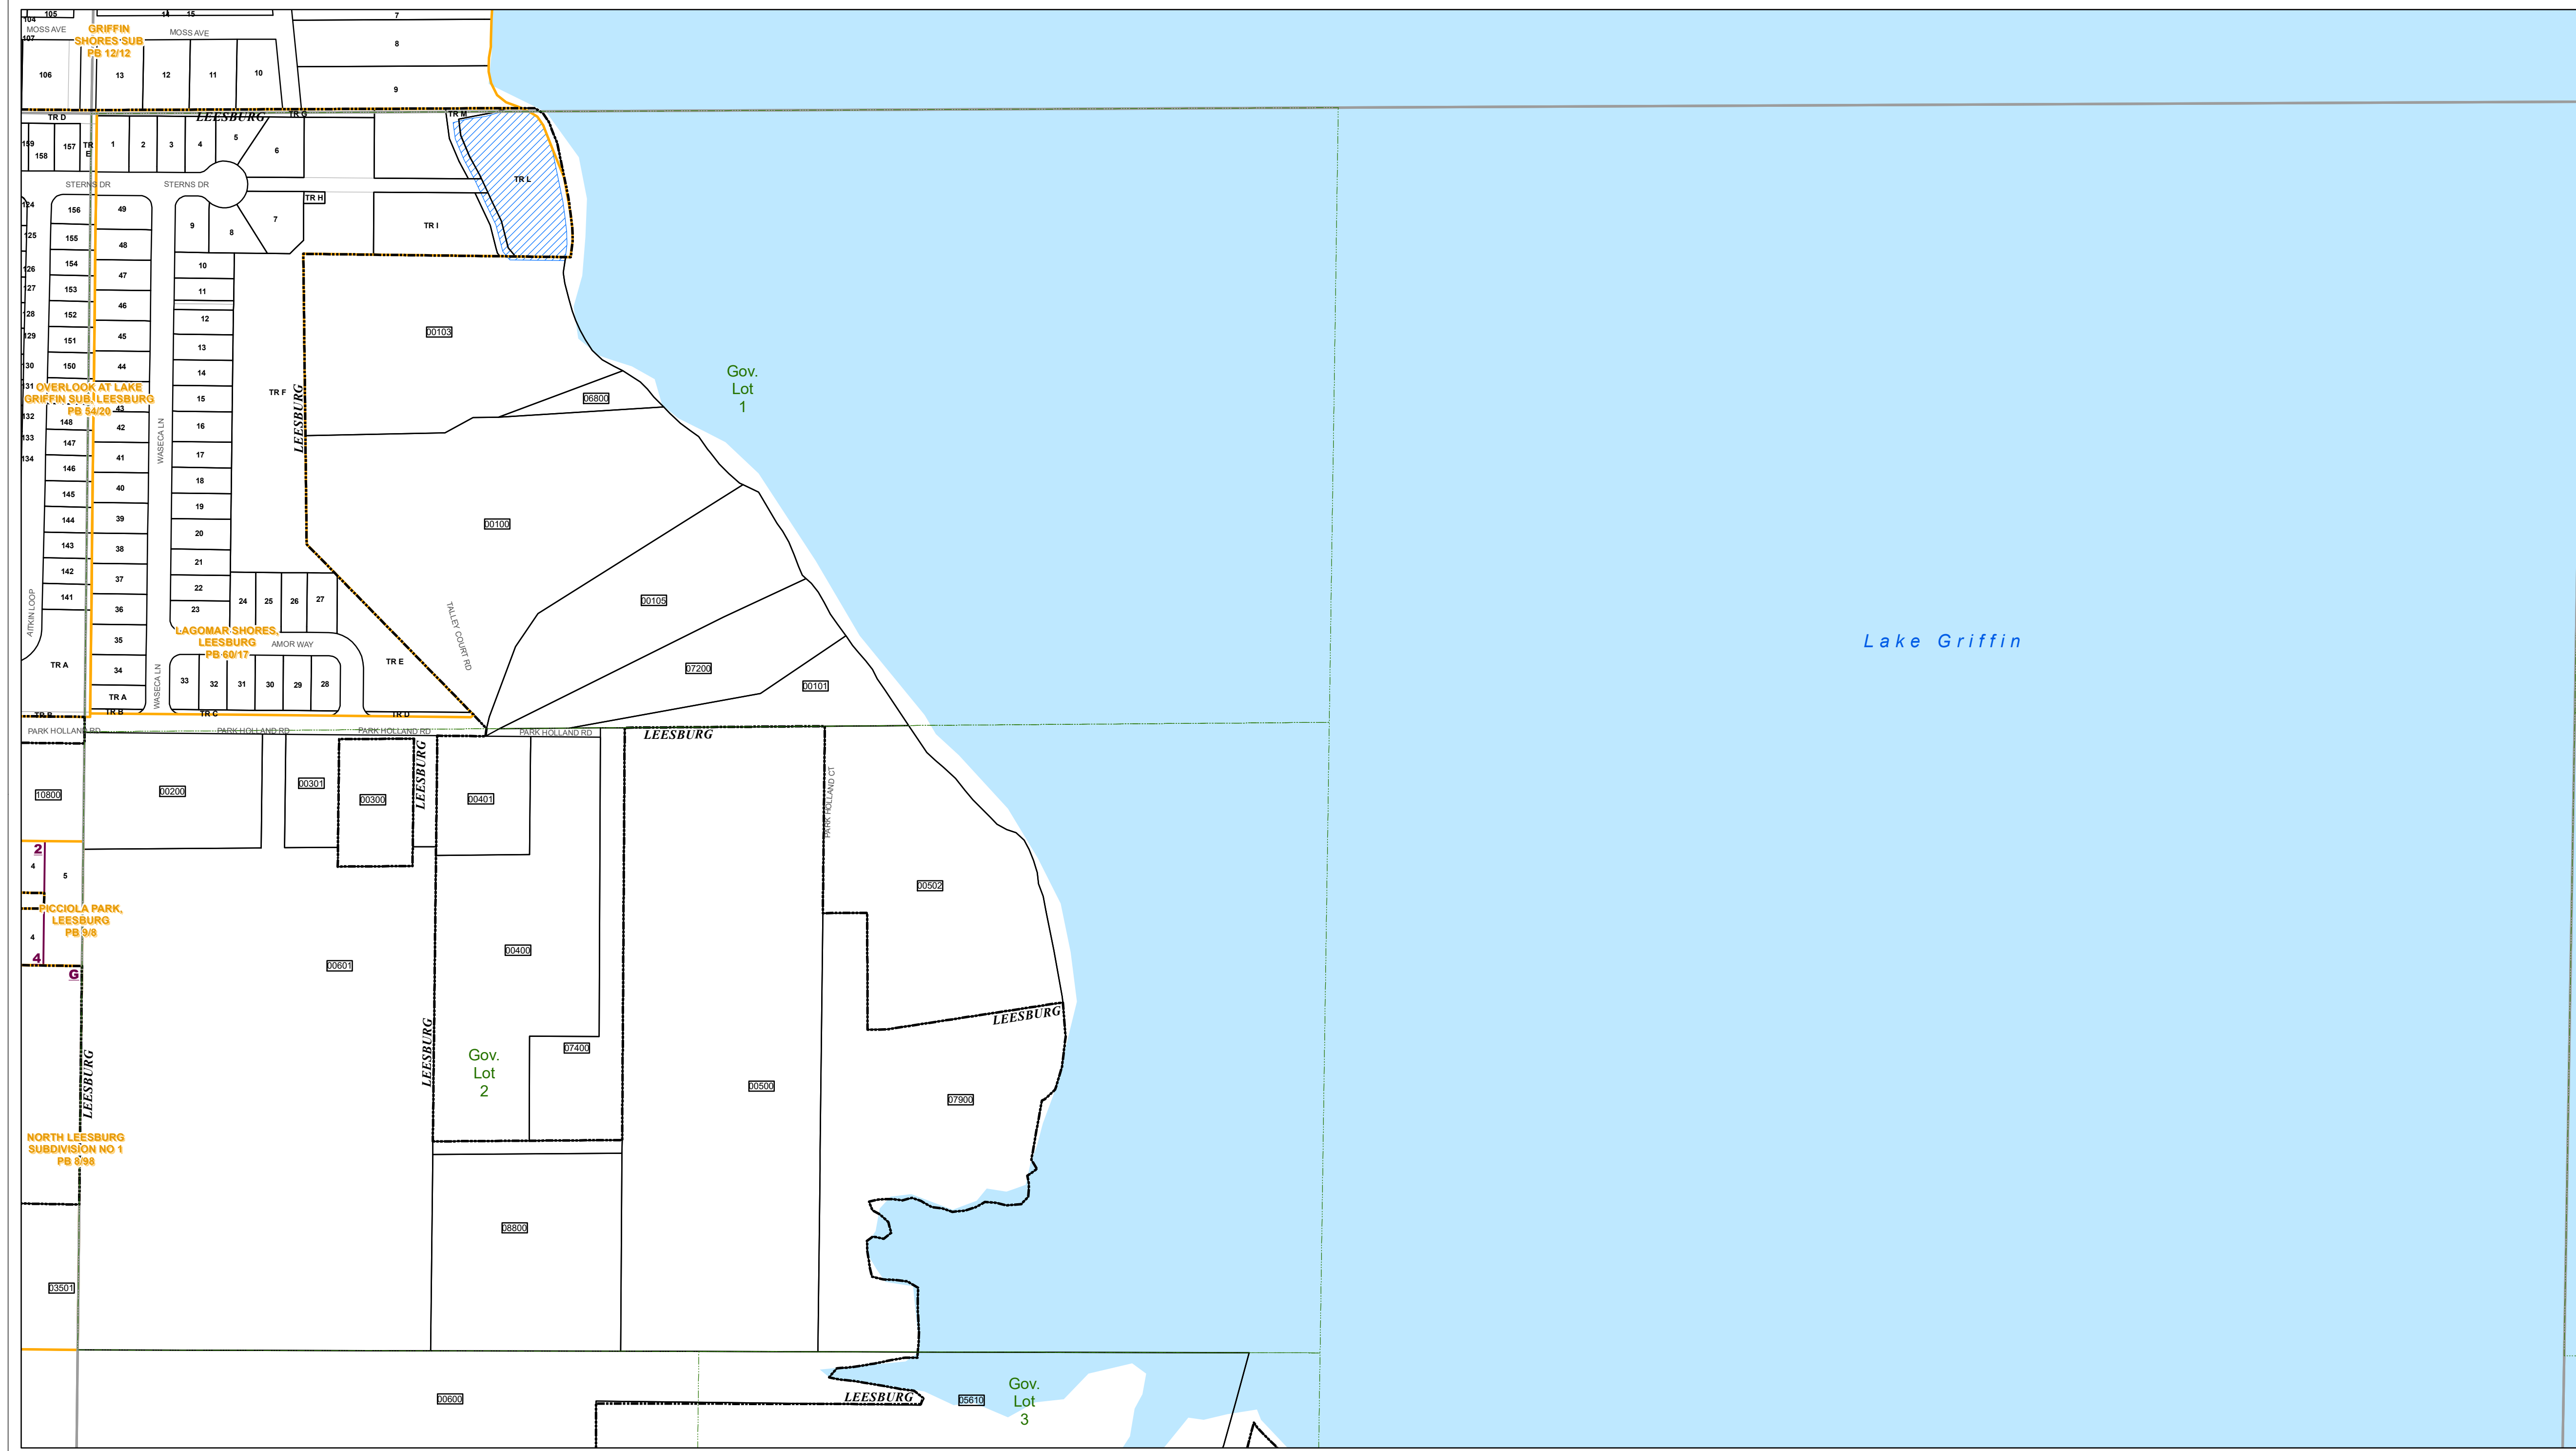 105
14
15
7
104
MOSS AVE
GRIFFIN
SHORES SUB
PB 12/12
MOSS AVE
107
8
106
13
12
11
10
9
TR D
LEESBURG
TR G
TR M
159
158
157
TR
E
1
2
3
4
5
6
TR L
STERNS DR
STERNS DR
TR H
124
156
49
9
8
7
TR I
125
155
48
154
47
10
126
127
153
46
11
128
152
12
129
151
45
13
00103
130
150
44
14
Gov.
Lot
1
131
OVERLOOK AT LAKE
GRIFFIN SUB, LEESBURG
PB 54/20
43
15
TR F
LEESBURG
06800
132
148
42
16
WASECA LN
133
147
41
17
134
146
40
18
145
39
19
144
38
20
00100
143
37
21
142
36
22
141
23
24
25
26
27
00105
AITKIN LOOP
TALLEY COURT RD
35
LAGOMAR SHORES,
LEESBURG
PB 60/17
AMOR WAY
Lake Griffin
TR A
34
TR E
07200
WASECA LN
33
32
31
30
29
28
00101
TR A
TR B
TR B
TR C
TR D
PARK HOLLAND RD
PARK HOLLAND RD
PARK HOLLAND RD
PARK HOLLAND RD
LEESBURG
LEESBURG
10800
00200
00301
00300
00401
PARK HOLLAND CT
2
4
5
00502
PICCIOLA PARK,
LEESBURG
PB 9/8
4
4
G
00601
00400
LEESBURG
LEESBURG
LEESBURG
Gov.
Lot
2
07400
00500
07900
NORTH LEESBURG
SUBDIVISION NO 1
PB 8/98
08800
03501
00600
LEESBURG
05610
Gov.
Lot
3